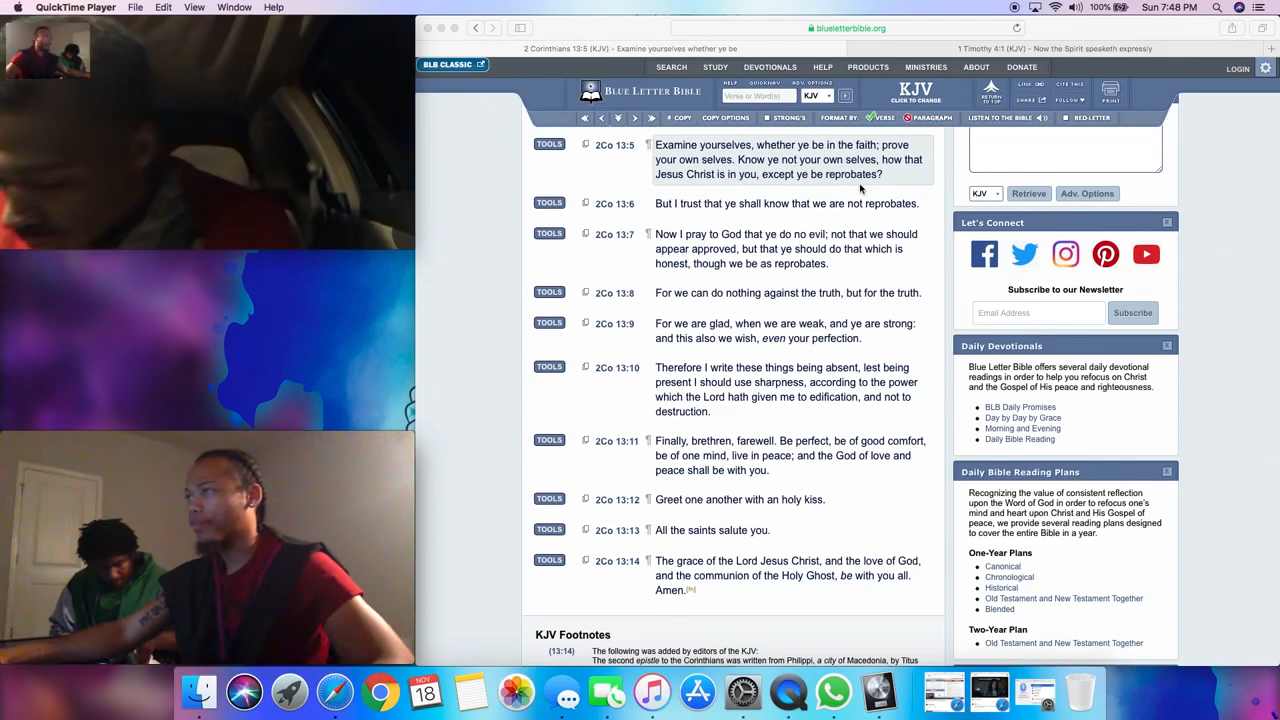 QuickTime Player File Edit View Window Help 100% Sun 7:48 PM
blueletterbible.org
2 Corinthians 13:5 (KJV) - Examine yourselves whether ye be
1 Timothy 4:1 (KJV) - Now the Spirit speaketh expressly
BLB CLASSIC
SEARCH STUDY DEVOTIONALS HELP PRODUCTS MINISTRIES ABOUT DONATE LOGIN
BLUE LETTER BIBLE
HELP QUICKNAV ADV. OPTIONS
Verse or Word(s) KJV
KJV
CLICK TO CHANGE
RETURN TO TOP
LINK CITE THIS
SHARE FOLLOW
PRINT
COPY COPY OPTIONS STRONG'S FORMAT BY: VERSE PARAGRAPH LISTEN TO THE BIBLE RED-LETTER
TOOLS 2Co 13:5 ¶ Examine yourselves, whether ye be in the faith; prove
your own selves. Know ye not your own selves, how that
Jesus Christ is in you, except ye be reprobates?
TOOLS 2Co 13:6 But I trust that ye shall know that we are not reprobates.
TOOLS 2Co 13:7 ¶ Now I pray to God that ye do no evil; not that we should
appear approved, but that ye should do that which is
honest, though we be as reprobates.
TOOLS 2Co 13:8 For we can do nothing against the truth, but for the truth.
TOOLS 2Co 13:9 ¶ For we are glad, when we are weak, and ye are strong:
and this also we wish, even your perfection.
TOOLS 2Co 13:10 Therefore I write these things being absent, lest being
present I should use sharpness, according to the power
which the Lord hath given me to edification, and not to
destruction.
TOOLS 2Co 13:11 ¶ Finally, brethren, farewell. Be perfect, be of good comfort,
be of one mind, live in peace; and the God of love and
peace shall be with you.
TOOLS 2Co 13:12 ¶ Greet one another with an holy kiss.
TOOLS 2Co 13:13 ¶ All the saints salute you.
TOOLS 2Co 13:14 ¶ The grace of the Lord Jesus Christ, and the love of God,
and the communion of the Holy Ghost, be with you all.
Amen.
KJV Footnotes
(13:14) The following was added by editors of the KJV:
The second epistle to the Corinthians was written from Philippi, a city of Macedonia, by Titus
KJV Retrieve Adv. Options
Let's Connect
Subscribe to our Newsletter
Email Address Subscribe
Daily Devotionals
Blue Letter Bible offers several daily devotional
readings in order to help you refocus on Christ
and the Gospel of His peace and righteousness.
BLB Daily Promises
Day by Day by Grace
Morning and Evening
Daily Bible Reading
Daily Bible Reading Plans
Recognizing the value of consistent reflection
upon the Word of God in order to refocus one's
mind and heart upon Christ and His Gospel of
peace, we provide several reading plans designed
to cover the entire Bible in a year.
One-Year Plans
Canonical
Chronological
Historical
Old Testament and New Testament Together
Blended
Two-Year Plan
Old Testament and New Testament Together
NOV
18